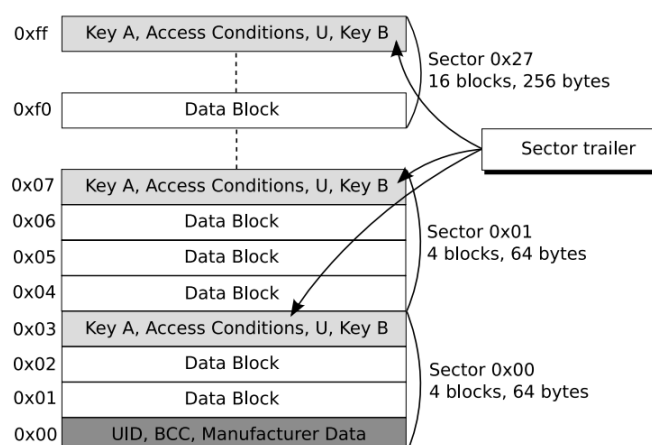 0xff
Key A, Access Conditions, U, Key B
Sector 0x27
16 blocks, 256 bytes
0xf0
Data Block
Sector trailer
0x07
Key A, Access Conditions, U, Key B
0x06
Data Block
0x05
Data Block
Sector 0x01
4 blocks, 64 bytes
0x04
Data Block
0x03
Key A, Access Conditions, U, Key B
0x02
Data Block
Sector 0x00
4 blocks, 64 bytes
0x01
Data Block
0x00
UID, BCC, Manufacturer Data